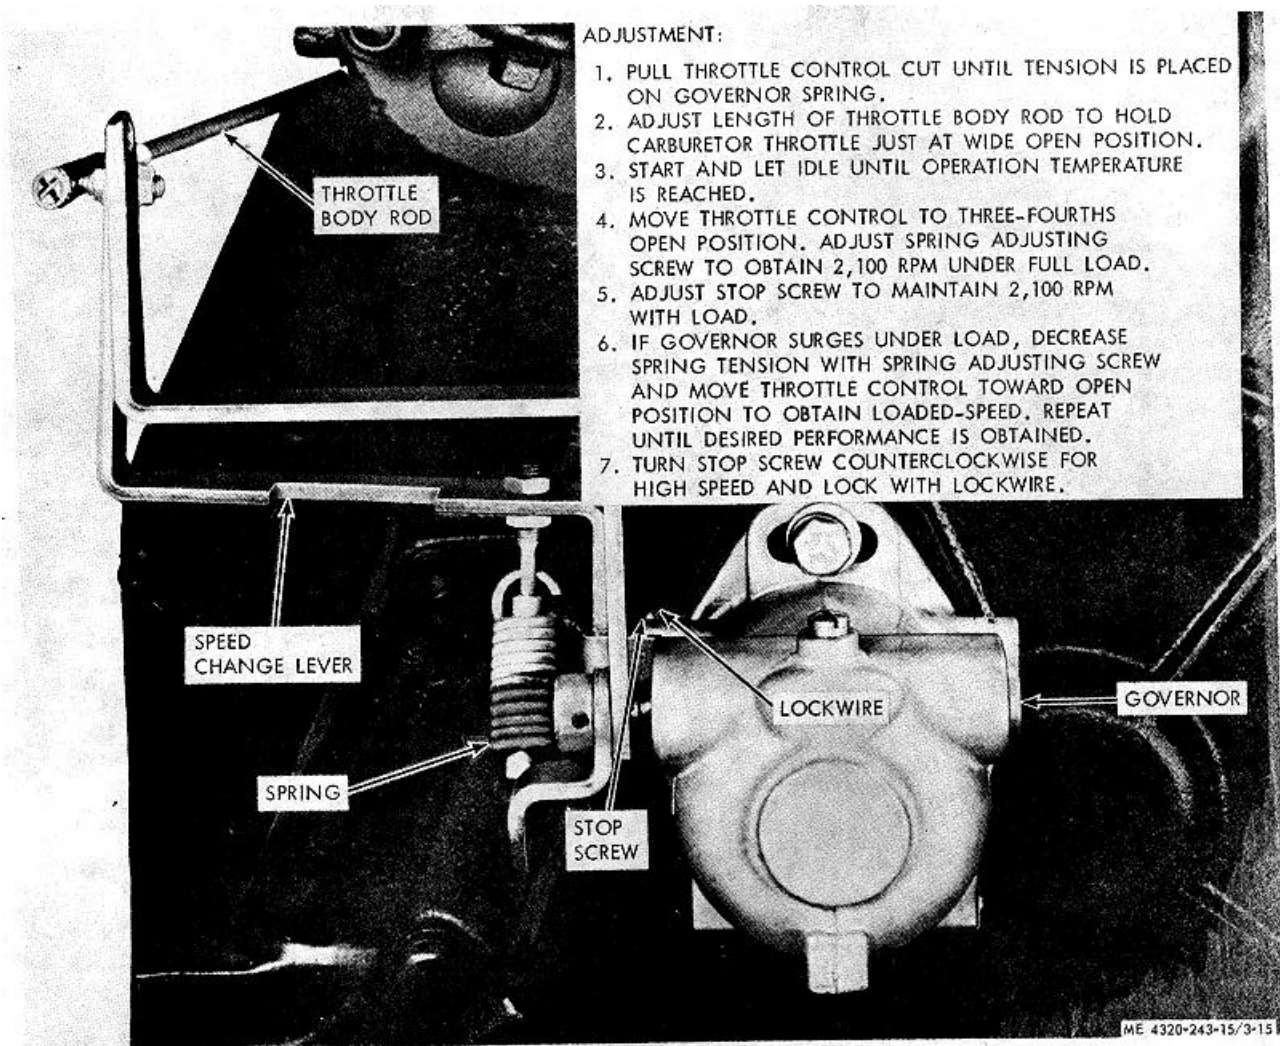 ADJUSTMENT:
1. PULL THROTTLE CONTROL CUT UNTIL TENSION IS PLACED
ON GOVERNOR SPRING.
2. ADJUST LENGTH OF THROTTLE BODY ROD TO HOLD
CARBURETOR THROTTLE JUST AT WIDE OPEN POSITION.
3. START AND LET IDLE UNTIL OPERATION TEMPERATURE
IS REACHED.
4. MOVE THROTTLE CONTROL TO THREE-FOURTHS
OPEN POSITION. ADJUST SPRING ADJUSTING
SCREW TO OBTAIN 2,100 RPM UNDER FULL LOAD.
5. ADJUST STOP SCREW TO MAINTAIN 2,100 RPM
WITH LOAD.
6. IF GOVERNOR SURGES UNDER LOAD, DECREASE
SPRING TENSION WITH SPRING ADJUSTING SCREW
AND MOVE THROTTLE CONTROL TOWARD OPEN
POSITION TO OBTAIN LOADED-SPEED. REPEAT
UNTIL DESIRED PERFORMANCE IS OBTAINED.
7. TURN STOP SCREW COUNTERCLOCKWISE FOR
HIGH SPEED AND LOCK WITH LOCKWIRE.
THROTTLE
BODY ROD
SPEED
CHANGE LEVER
LOCKWIRE
GOVERNOR
SPRING
STOP
SCREW
ME 4320-243-15/3-15